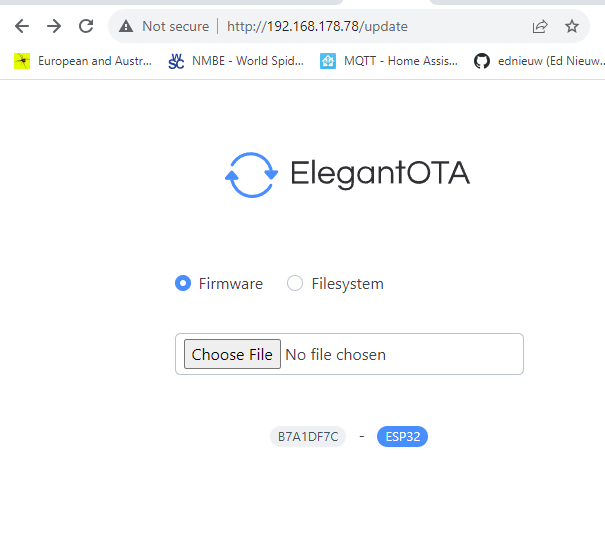 Not secure | http://192.168.178.78/update
European and Austr... NMBE - World Spid... MQTT - Home Assis... ednieuw (Ed Nieuw...
ElegantOTA
Firmware Filesystem
Choose File No file chosen
B7A1DF7C - ESP32